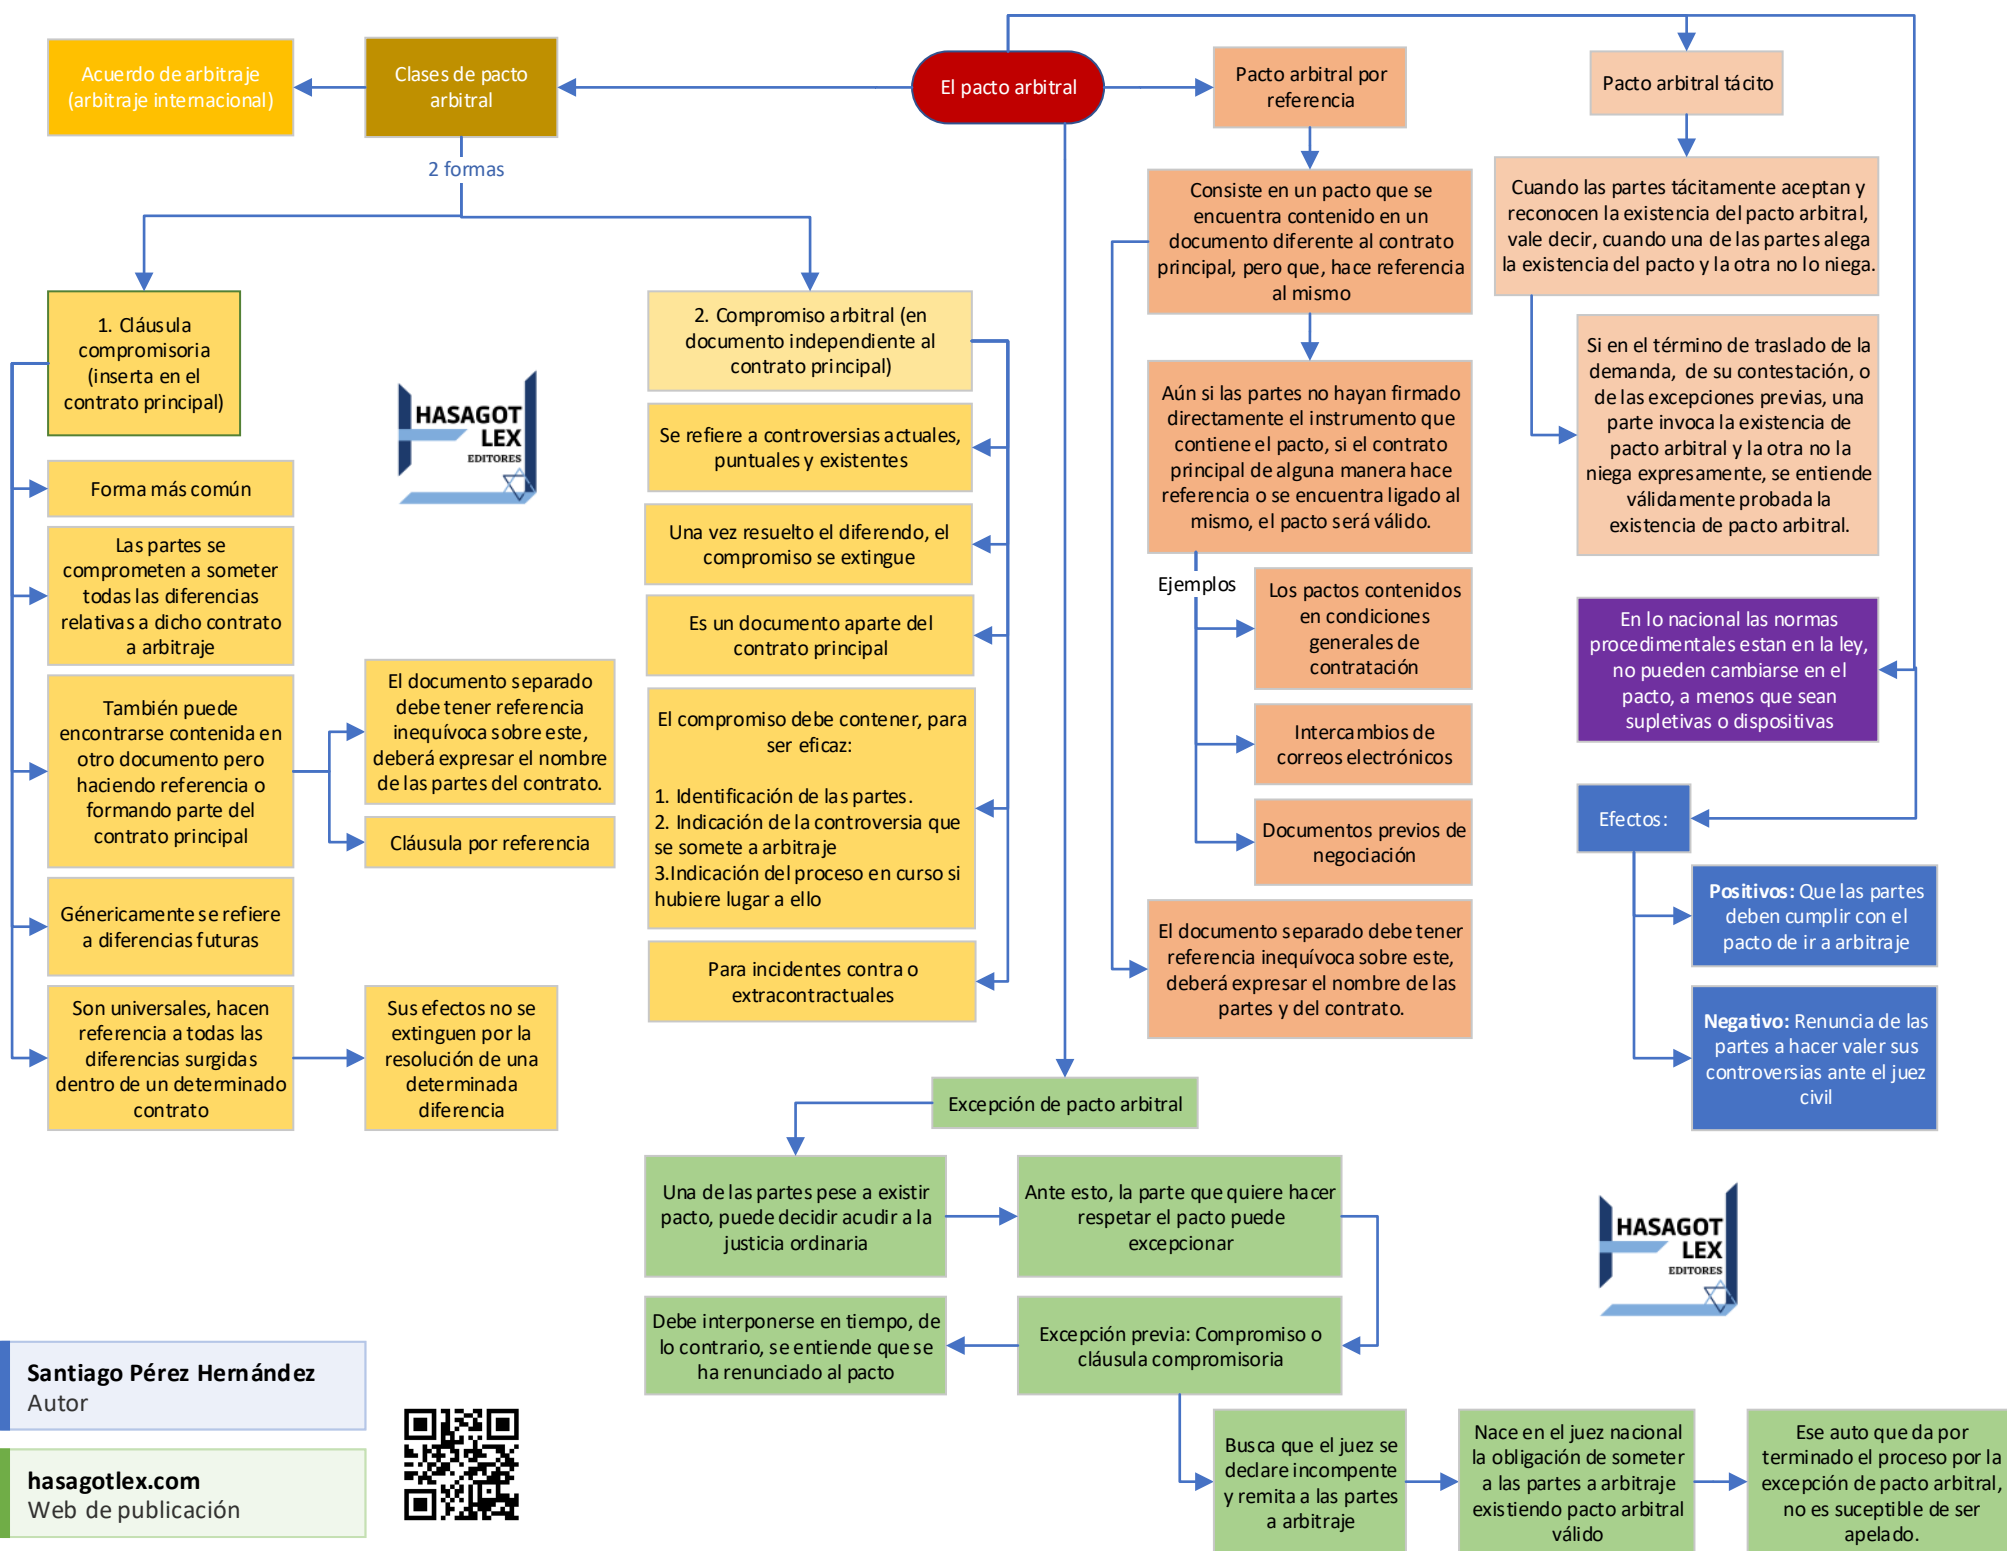 El pacto arbitral
Clases de pacto
arbitral
Acuerdo de arbitraje
(arbitraje internacional)
2 formas
1. Cláusula
compromisoria
(inserta en el
contrato principal)
Forma más común
Las partes se
comprometen a someter
todas las diferencias
relativas a dicho contrato
a arbitraje
También puede
encontrarse contenida en
otro documento pero
haciendo referencia o
formando parte del
contrato principal
El documento separado
debe tener referencia
inequívoca sobre este,
deberá expresar el nombre
de las partes del contrato.
Cláusula por referencia
Génericamente se refiere
a diferencias futuras
Son universales, hacen
referencia a todas las
diferencias surgidas
dentro de un determinado
contrato
Sus efectos no se
extinguen por la
resolución de una
determinada
diferencia
HASAGOT
LEX
EDITORES
2. Compromiso arbitral (en
documento independiente al
contrato principal)
Se refiere a controversias actuales,
puntuales y existentes
Una vez resuelto el diferendo, el
compromiso se extingue
Es un documento aparte del
contrato principal
El compromiso debe contener, para
ser eficaz:
1. Identificación de las partes.
2. Indicación de la controversia que
se somete a arbitraje
3.Indicación del proceso en curso si
hubiere lugar a ello
Para incidentes contra o
extracontractuales
Pacto arbitral por
referencia
Consiste en un pacto que se
encuentra contenido en un
documento diferente al contrato
principal, pero que, hace referencia
al mismo
Aún si las partes no hayan firmado
directamente el instrumento que
contiene el pacto, si el contrato
principal de alguna manera hace
referencia o se encuentra ligado al
mismo, el pacto será válido.
Ejemplos
Los pactos contenidos
en condiciones
generales de
contratación
Intercambios de
correos electrónicos
Documentos previos de
negociación
El documento separado debe tener
referencia inequívoca sobre este,
deberá expresar el nombre de las
partes y del contrato.
Pacto arbitral tácito
Cuando las partes tácitamente aceptan y
reconocen la existencia del pacto arbitral,
vale decir, cuando una de las partes alega
la existencia del pacto y la otra no lo niega.
Si en el término de traslado de la
demanda, de su contestación, o
de las excepciones previas, una
parte invoca la existencia de
pacto arbitral y la otra no la
niega expresamente, se entiende
válidamente probada la
existencia de pacto arbitral.
En lo nacional las normas
procedimentales estan en la ley,
no pueden cambiarse en el
pacto, a menos que sean
supletivas o dispositivas
Efectos:
Positivos: Que las partes
deben cumplir con el
pacto de ir a arbitraje
Negativo: Renuncia de las
partes a hacer valer sus
controversias ante el juez
civil
Excepción de pacto arbitral
Una de las partes pese a existir
pacto, puede decidir acudir a la
justicia ordinaria
Ante esto, la parte que quiere hacer
respetar el pacto puede
excepcionar
Excepción previa: Compromiso o
cláusula compromisoria
Debe interponerse en tiempo, de
lo contrario, se entiende que se
ha renunciado al pacto
Busca que el juez se
declare incompente
y remita a las partes
a arbitraje
Nace en el juez nacional
la obligación de someter
a las partes a arbitraje
existiendo pacto arbitral
válido
Ese auto que da por
terminado el proceso por la
excepción de pacto arbitral,
no es suceptible de ser
apelado.
HASAGOT
LEX
EDITORES
Santiago Pérez Hernández
Autor
hasagotlex.com
Web de publicación